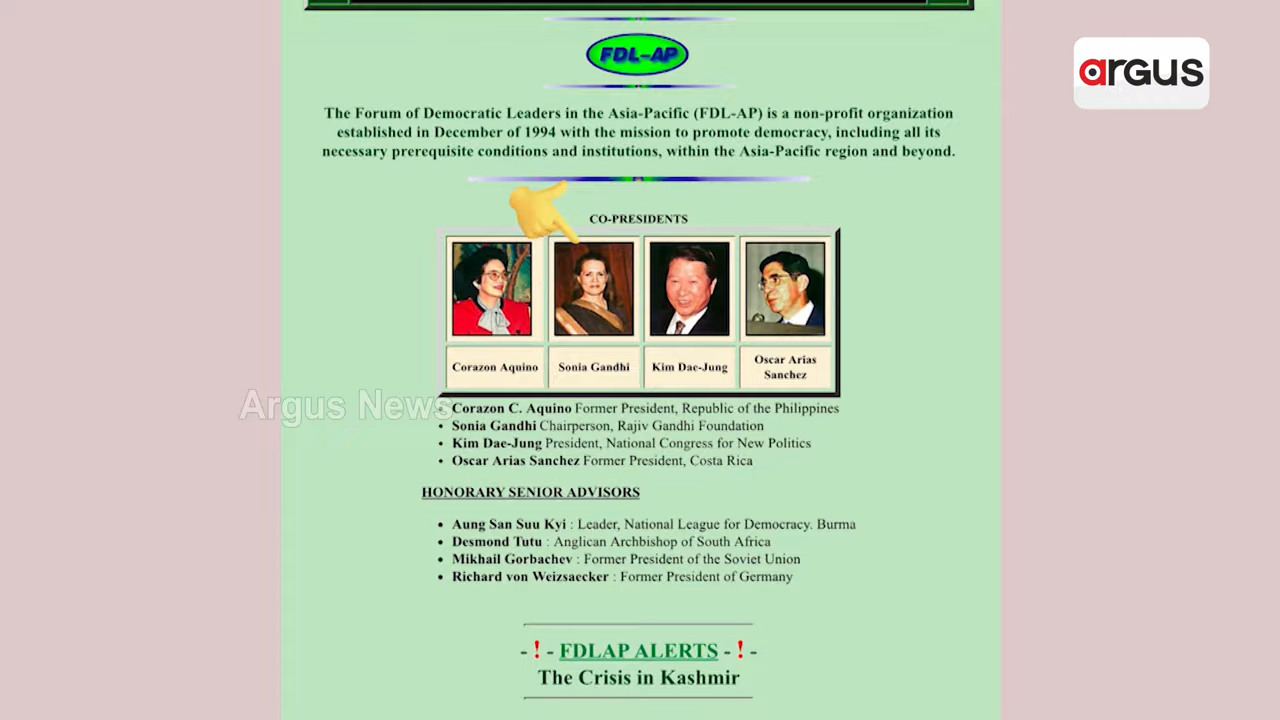 FDL-AP
argus
The Forum of Democratic Leaders in the Asia-Pacific (FDL-AP) is a non-profit organization
established in December of 1994 with the mission to promote democracy, including all its
necessary prerequisite conditions and institutions, within the Asia-Pacific region and beyond.
CO-PRESIDENTS
Corazon Aquino
Sonia Gandhi
Kim Dae-Jung
Oscar Arias
Sanchez
Argus News
• Corazon C. Aquino Former President, Republic of the Philippines
• Sonia Gandhi Chairperson, Rajiv Gandhi Foundation
• Kim Dae-Jung President, National Congress for New Politics
• Oscar Arias Sanchez Former President, Costa Rica
HONORARY SENIOR ADVISORS
• Aung San Suu Kyi : Leader, National League for Democracy. Burma
• Desmond Tutu : Anglican Archbishop of South Africa
• Mikhail Gorbachev : Former President of the Soviet Union
• Richard von Weizsaecker : Former President of Germany
- ! - FDLAP ALERTS - ! -
The Crisis in Kashmir